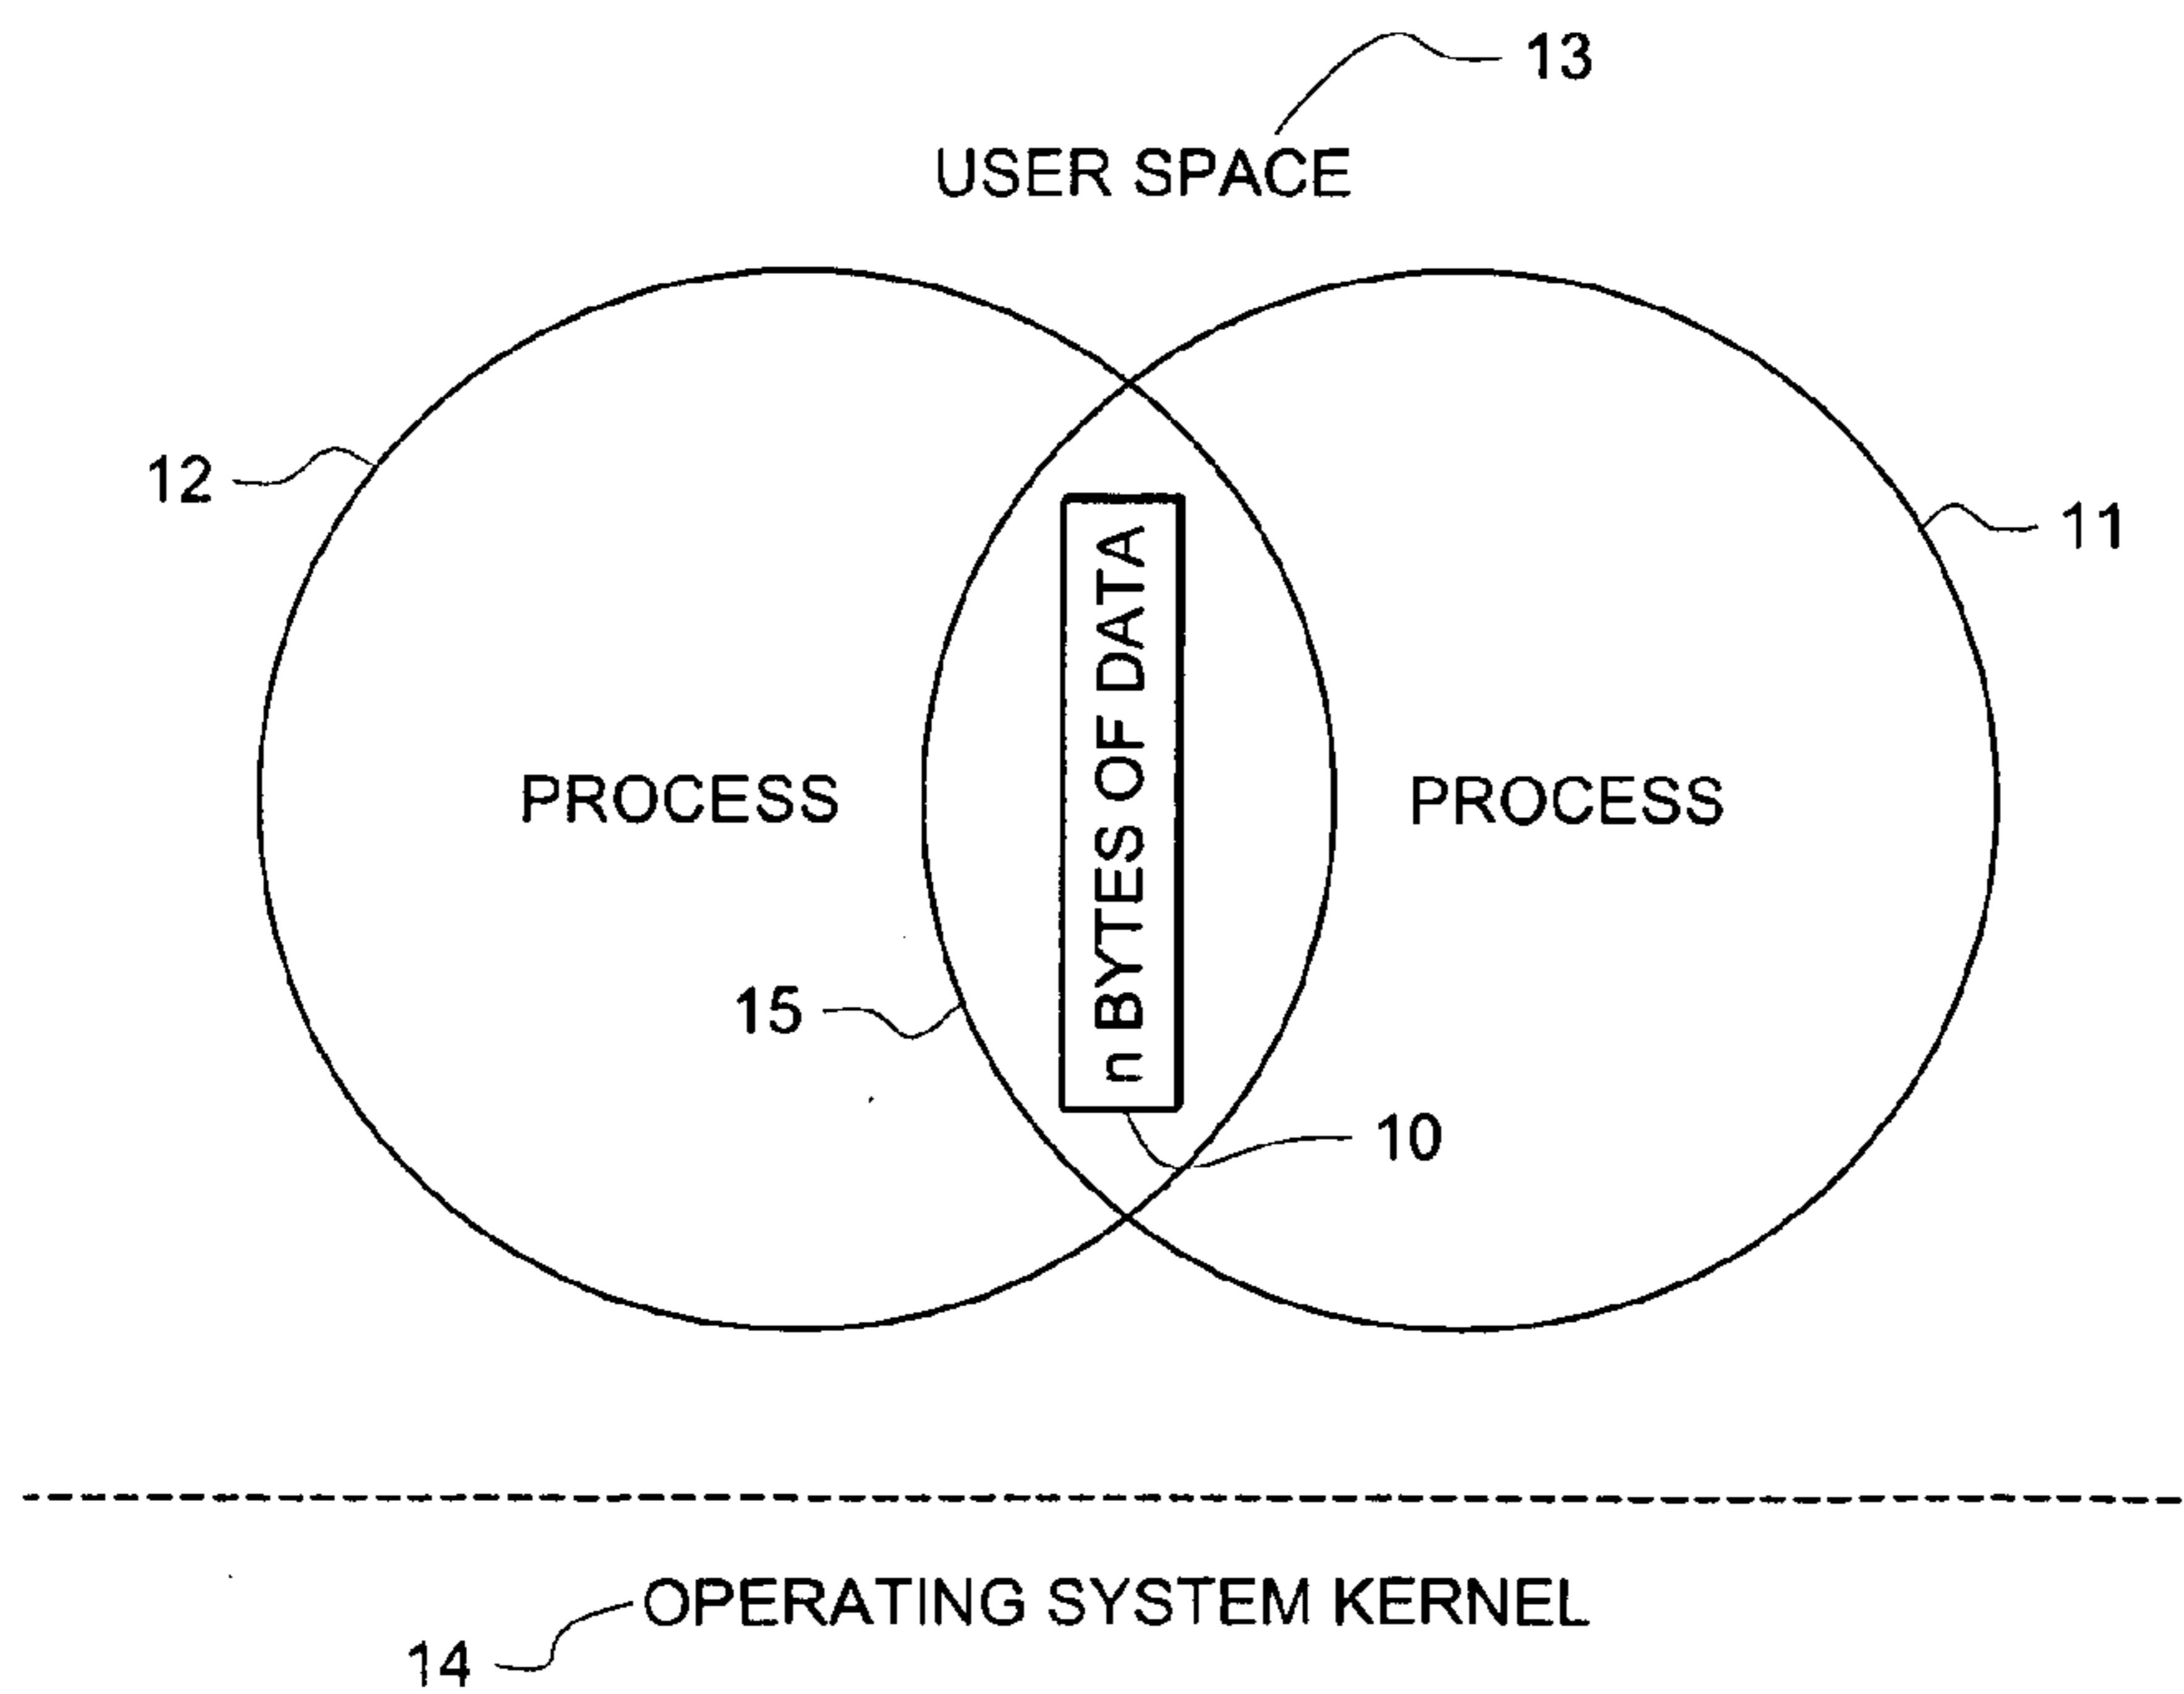 13
USER SPACE
12
11
n BYTES OF DATA
PROCESS
PROCESS
15
10
OPERATING SYSTEM KERNEL
14